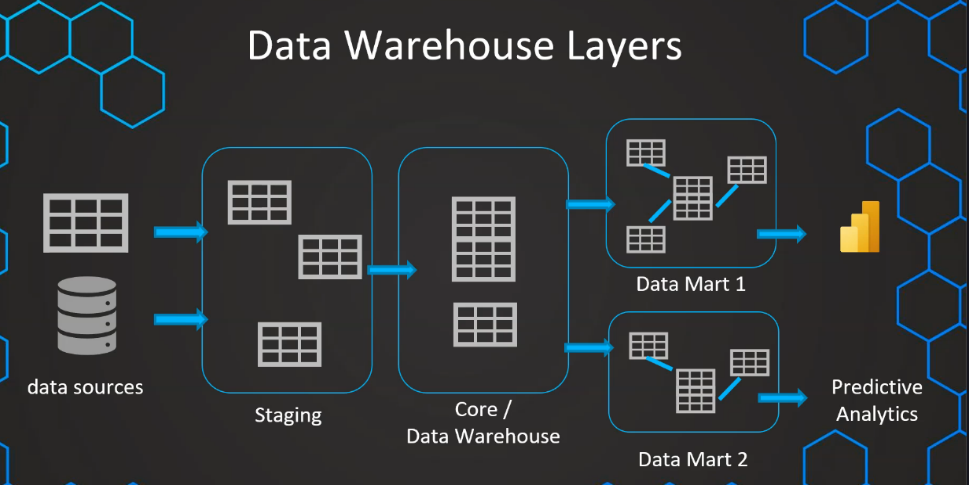 Data Warehouse Layers
data sources
Staging
Core /
Data Warehouse
Data Mart 1
Data Mart 2
Predictive
Analytics